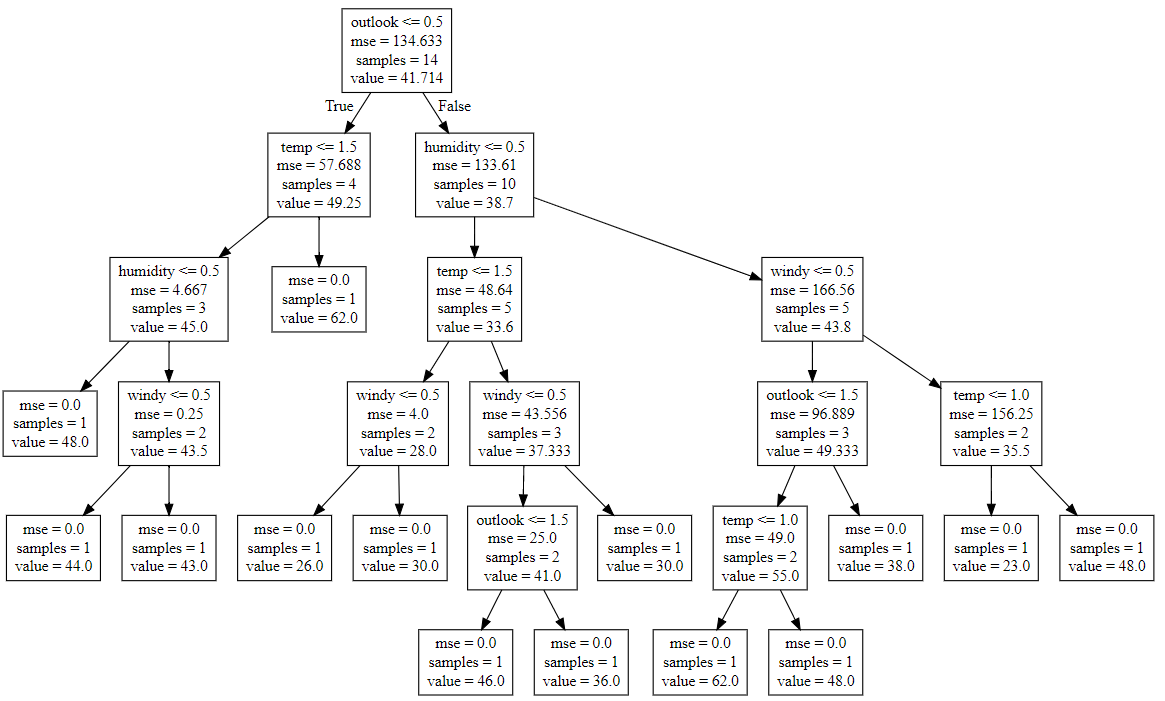 outlook <= 0.5
mse = 134.633
samples = 14
value = 41.714
True
False
temp <= 1.5
mse = 57.688
samples = 4
value = 49.25
humidity <= 0.5
mse = 133.61
samples = 10
value = 38.7
humidity <= 0.5
mse = 4.667
samples = 3
value = 45.0
mse = 0.0
samples = 1
value = 62.0
temp <= 1.5
mse = 48.64
samples = 5
value = 33.6
windy <= 0.5
mse = 166.56
samples = 5
value = 43.8
mse = 0.0
samples = 1
value = 48.0
windy <= 0.5
mse = 0.25
samples = 2
value = 43.5
windy <= 0.5
mse = 4.0
samples = 2
value = 28.0
windy <= 0.5
mse = 43.556
samples = 3
value = 37.333
outlook <= 1.5
mse = 96.889
samples = 3
value = 49.333
temp <= 1.0
mse = 156.25
samples = 2
value = 35.5
mse = 0.0
samples = 1
value = 44.0
mse = 0.0
samples = 1
value = 43.0
mse = 0.0
samples = 1
value = 26.0
mse = 0.0
samples = 1
value = 30.0
outlook <= 1.5
mse = 25.0
samples = 2
value = 41.0
mse = 0.0
samples = 1
value = 30.0
temp <= 1.0
mse = 49.0
samples = 2
value = 55.0
mse = 0.0
samples = 1
value = 38.0
mse = 0.0
samples = 1
value = 23.0
mse = 0.0
samples = 1
value = 48.0
mse = 0.0
samples = 1
value = 46.0
mse = 0.0
samples = 1
value = 36.0
mse = 0.0
samples = 1
value = 62.0
mse = 0.0
samples = 1
value = 48.0